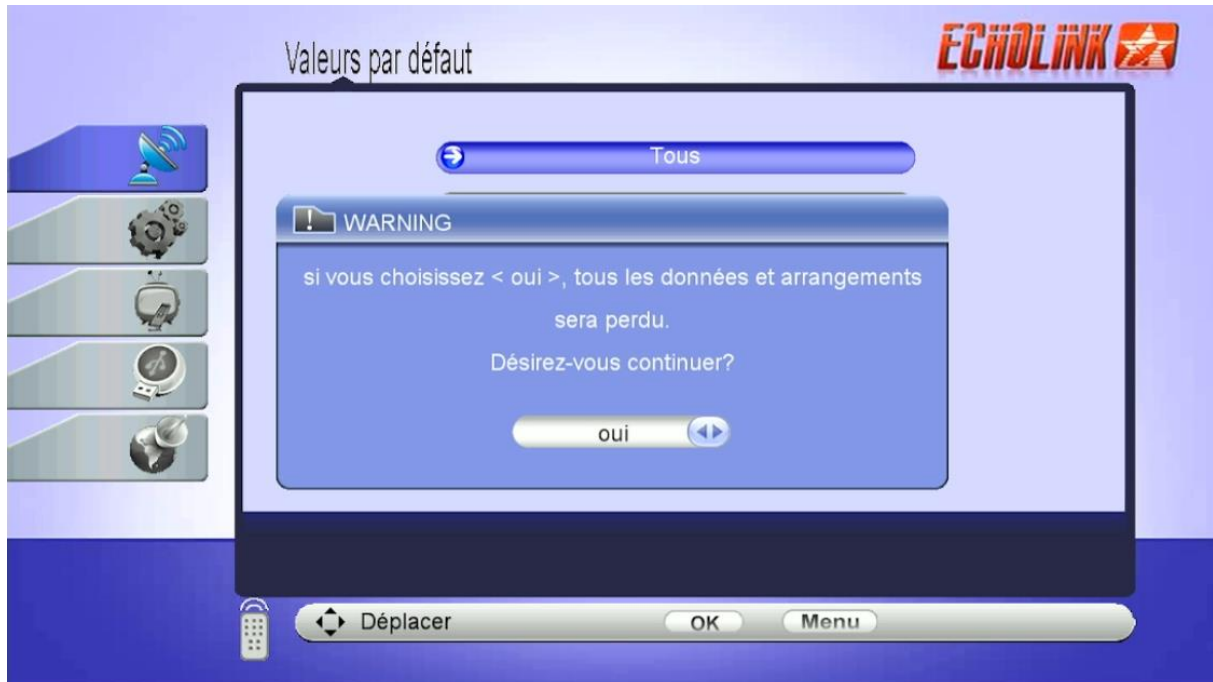 Valeurs par défaut
ECHOLINK
Tous
WARNING
si vous choisissez < oui >, tous les données et arrangements
sera perdu.
Désirez-vous continuer?
oui
Déplacer
OK
Menu